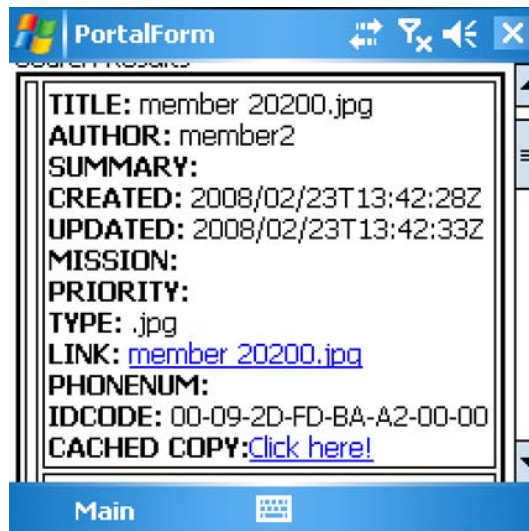 PortalForm
Search Results
TITLE: member 20200.jpg
AUTHOR: member2
SUMMARY:
CREATED: 2008/02/23T13:42:28Z
UPDATED: 2008/02/23T13:42:33Z
MISSION:
PRIORITY:
TYPE: .jpg
LINK: member 20200.jpg
PHONENUM:
IDCODE: 00-09-2D-FD-BA-A2-00-00
CACHED COPY:Click here!
Main